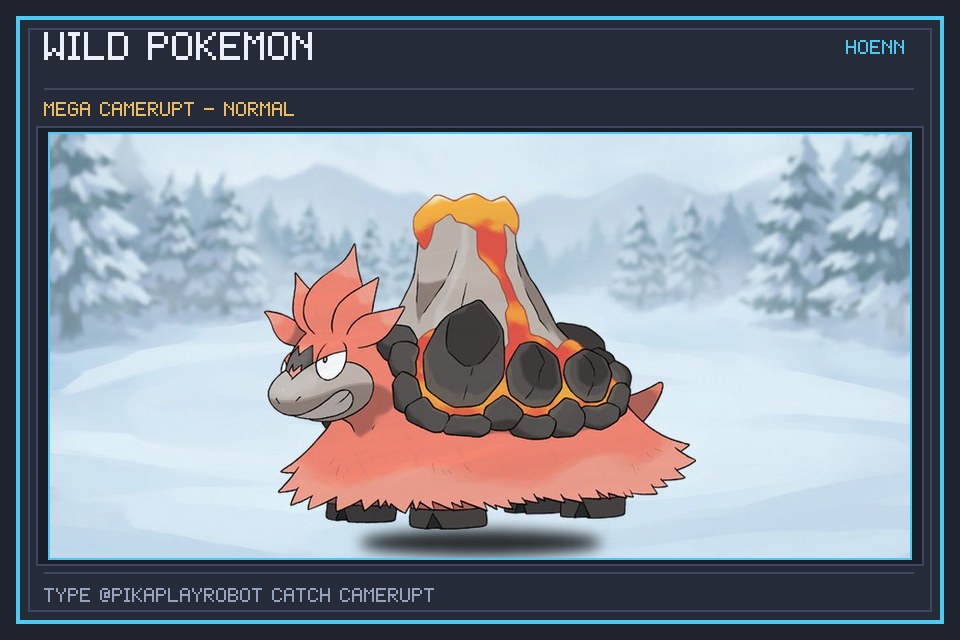 WILD POKEMON
HOENN
MEGA CAMERUPT - NORMAL
TYPE @PIKAPLAYROBOT CATCH CAMERUPT